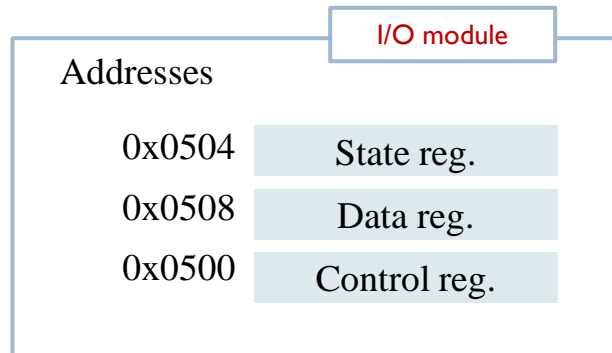 I/O module
Addresses
0x0504 State reg.
0x0508 Data reg.
0x0500 Control reg.